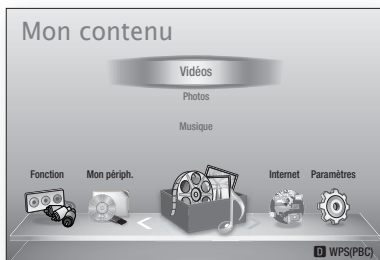 Mon contenu
Vidéos
Photos
Musique
Fonction Mon périph. Internet Paramètres
D WPS(PBC)